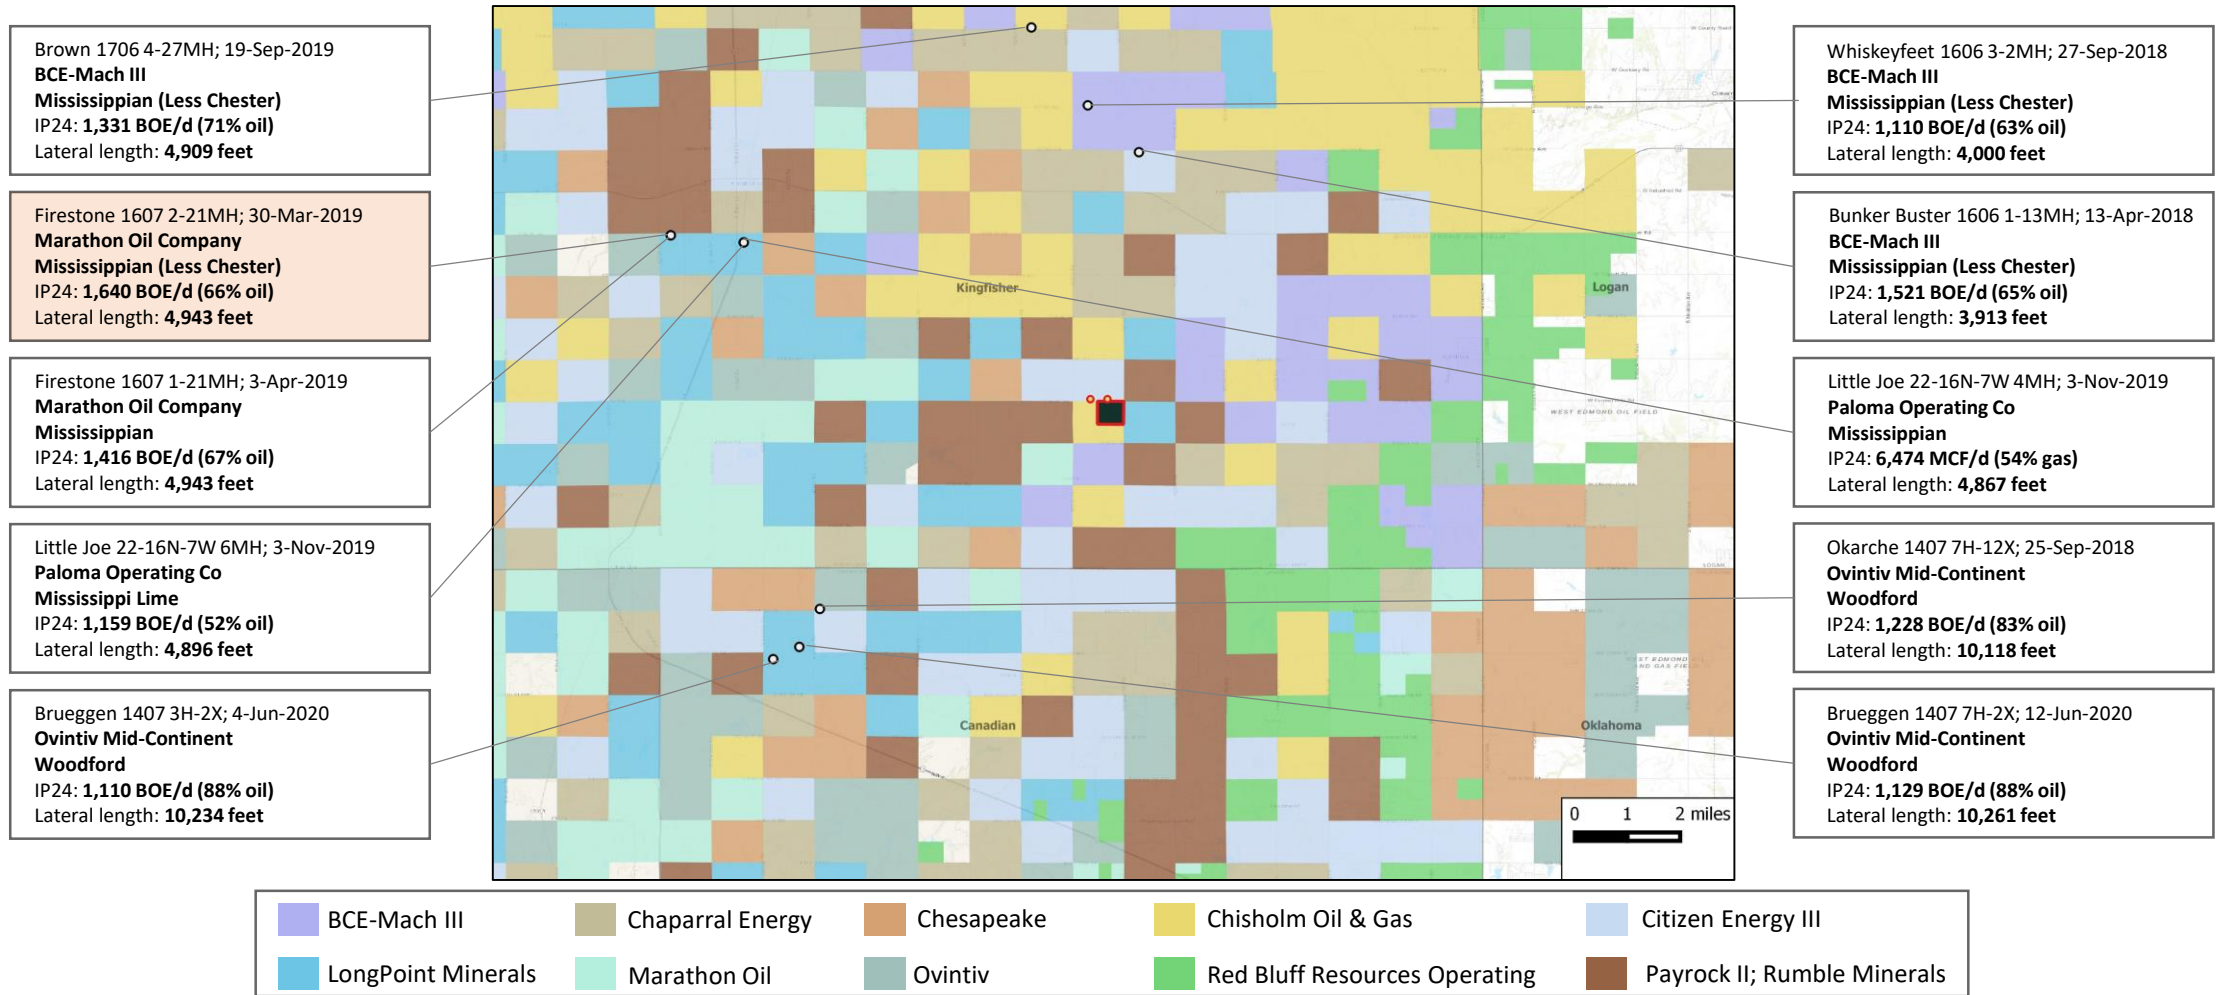 Brown 1706 4-27MH; 19-Sep-2019
BCE-Mach III
Mississippian (Less Chester)
IP24: 1,331 BOE/d (71% oil)
Lateral length: 4,909 feet
Firestone 1607 2-21MH; 30-Mar-2019
Marathon Oil Company
Mississippian (Less Chester)
IP24: 1,640 BOE/d (66% oil)
Lateral length: 4,943 feet
Firestone 1607 1-21MH; 3-Apr-2019
Marathon Oil Company
Mississippian
IP24: 1,416 BOE/d (67% oil)
Lateral length: 4,943 feet
Little Joe 22-16N-7W 6MH; 3-Nov-2019
Paloma Operating Co
Mississippi Lime
IP24: 1,159 BOE/d (52% oil)
Lateral length: 4,896 feet
Brueggen 1407 3H-2X; 4-Jun-2020
Ovintiv Mid-Continent
Woodford
IP24: 1,110 BOE/d (88% oil)
Lateral length: 10,234 feet
Kingfisher
Logan
WEST EDMOND OIL FIELD
Canadian
Oklahoma
0 1 2 miles
Whiskeyfeet 1606 3-2MH; 27-Sep-2018
BCE-Mach III
Mississippian (Less Chester)
IP24: 1,110 BOE/d (63% oil)
Lateral length: 4,000 feet
Bunker Buster 1606 1-13MH; 13-Apr-2018
BCE-Mach III
Mississippian (Less Chester)
IP24: 1,521 BOE/d (65% oil)
Lateral length: 3,913 feet
Little Joe 22-16N-7W 4MH; 3-Nov-2019
Paloma Operating Co
Mississippian
IP24: 6,474 MCF/d (54% gas)
Lateral length: 4,867 feet
Okarche 1407 7H-12X; 25-Sep-2018
Ovintiv Mid-Continent
Woodford
IP24: 1,228 BOE/d (83% oil)
Lateral length: 10,118 feet
Brueggen 1407 7H-2X; 12-Jun-2020
Ovintiv Mid-Continent
Woodford
IP24: 1,129 BOE/d (88% oil)
Lateral length: 10,261 feet
BCE-Mach III Chaparral Energy Chesapeake Chisholm Oil & Gas Citizen Energy III
LongPoint Minerals Marathon Oil Ovintiv Red Bluff Resources Operating Payrock II; Rumble Minerals